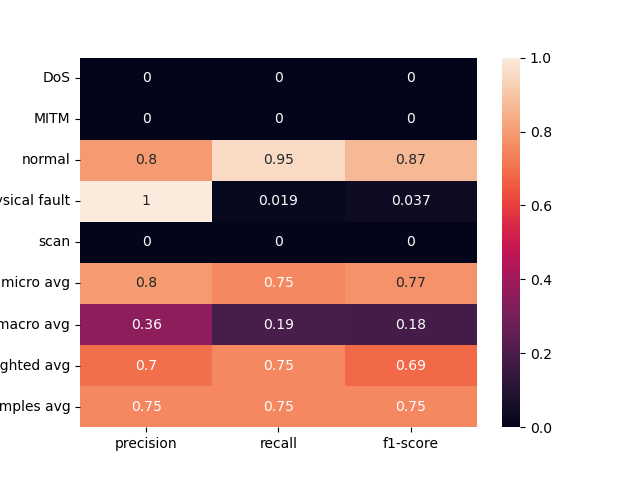 DoS 0 0 0
MITM 0 0 0
normal 0.8 0.95 0.87
ysical fault 1 0.019 0.037
scan 0 0 0
micro avg 0.8 0.75 0.77
macro avg 0.36 0.19 0.18
ghted avg 0.7 0.75 0.69
mples avg 0.75 0.75 0.75
precision recall f1-score
1.0
0.8
0.6
0.4
0.2
0.0